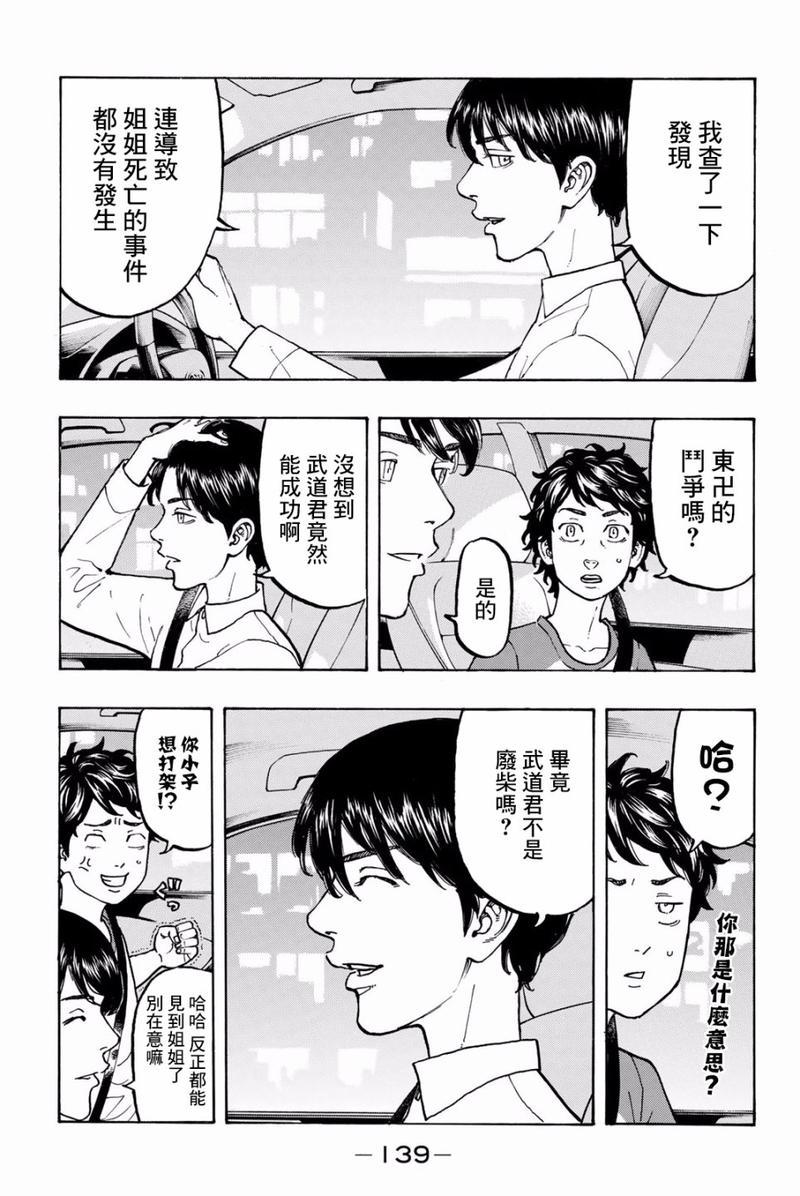 我查了一下
發現
連導致
姐姐死亡的事件
都沒有發生
東卍的
鬥爭嗎？
是的
沒想到
武道君竟然
能成功啊
哈？
你那是什麼意思？
畢竟
武道君不是
廢柴嗎？
你小子
想打架!?
哈哈 反正都能
見到姐姐了
別在意嘛
—139—